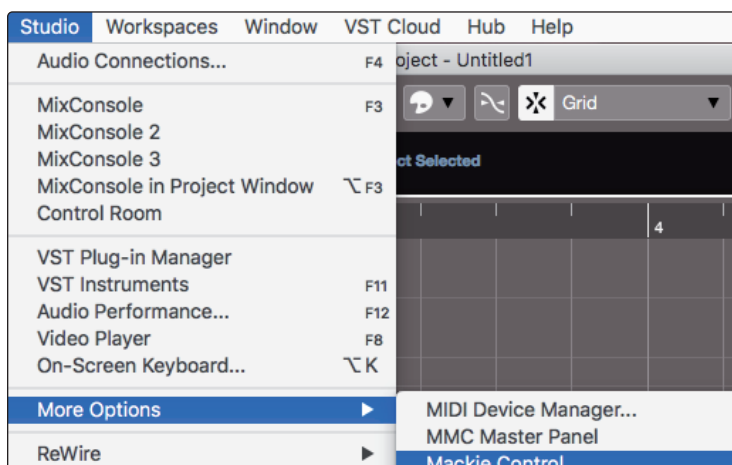 Studio Workspaces Window VST Cloud Hub Help
Audio Connections... F4
oject - Untitled1
MixConsole F3
Grid
MixConsole 2
MixConsole 3
ct Selected
MixConsole in Project Window ⌥F3
Control Room
4
VST Plug-in Manager
VST Instruments F11
Audio Performance... F12
Video Player F8
On-Screen Keyboard... ⌥K
More Options
MIDI Device Manager...
MMC Master Panel
ReWire
Mackie Control